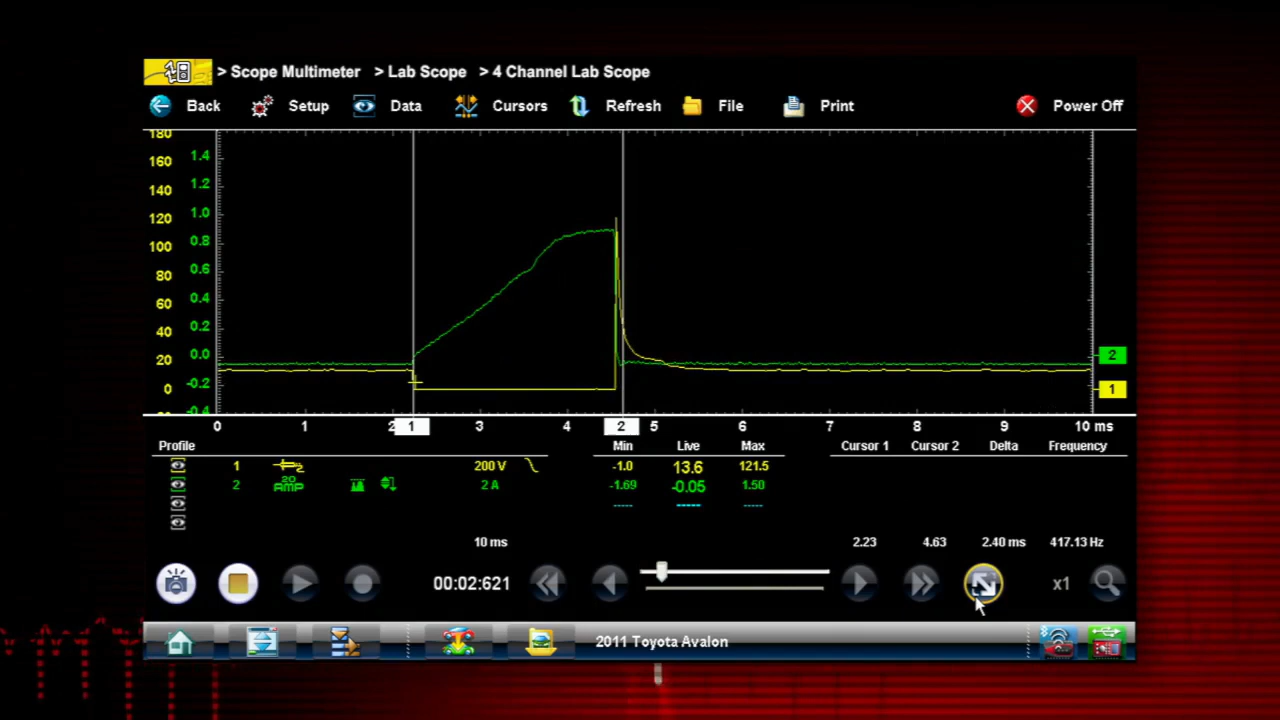 > Scope Multimeter > Lab Scope > 4 Channel Lab Scope
Back Setup Data Cursors Refresh File Print Power Off
180
160 1.4
140 1.2
120 1.0
100 0.8
80 0.6
60 0.4
40 0.2
20 0.0 2
0 -0.2 1
-0.4
0 1 2 1 3 4 2 5 6 7 8 9 10 ms
Profile Min Live Max Cursor 1 Cursor 2 Delta Frequency
1 200 V -1.0 13.6 121.5
2 20 AMP 2 A -1.69 -0.05 1.50
----- ----- -----
10 ms 2.23 4.63 2.40 ms 417.13 Hz
00:02:621 x1
2011 Toyota Avalon